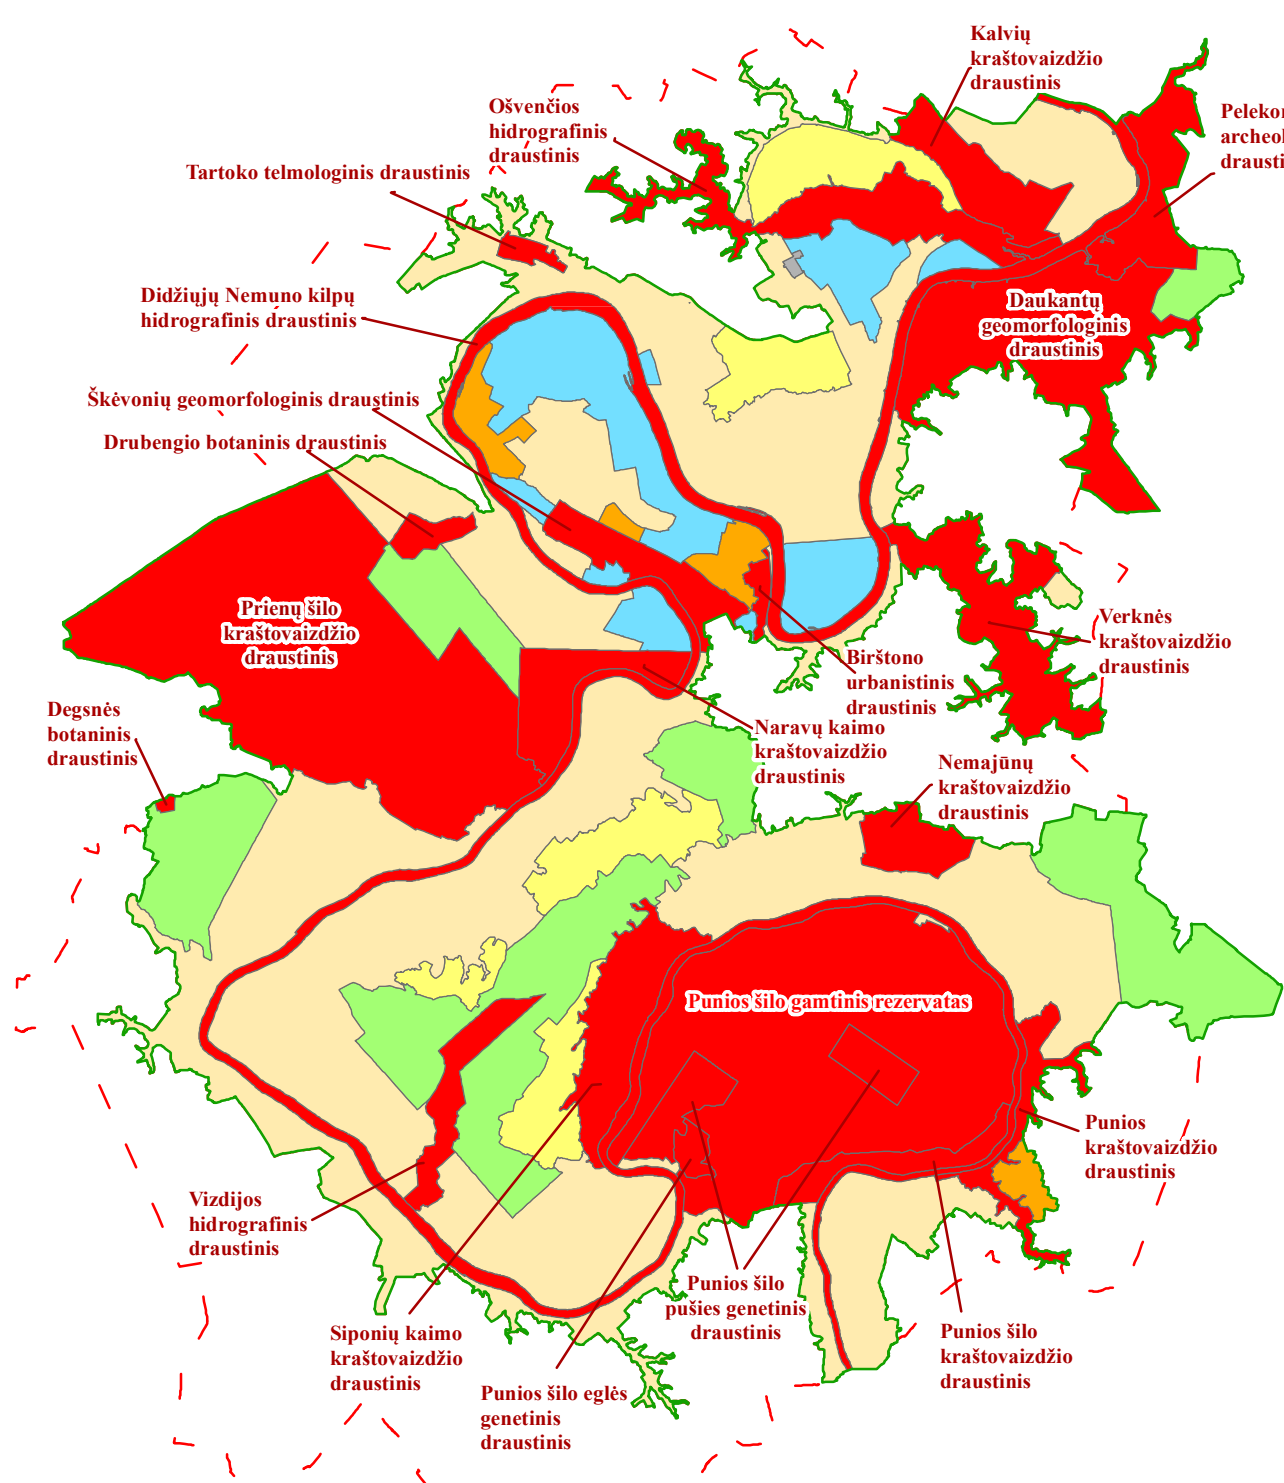 Kalvių
kraštovaizdžio
draustinis
Ošvenčios
hidrografinis
draustinis
Tartoko telmologinis draustinis
Didžiųjų Nemuno kilpų
hidrografinis draustinis
Daukantų
geomorfologinis
draustinis
Škėvonių geomorfologinis draustinis
Drubengio botaninis draustinis
Prienų šilo
kraštovaizdžio
draustinis
Verknės
kraštovaizdžio
draustinis
Birštono
urbanistinis
draustinis
Degsnės
botaninis
draustinis
Naravų kaimo
kraštovaizdžio
draustinis
Nemajūnų
kraštovaizdžio
draustinis
Punios šilo gamtinis rezervatas
Punios
kraštovaizdžio
draustinis
Vizdijos
hidrografinis
draustinis
Punios šilo
pušies genetinis
draustinis
Siponių kaimo
kraštovaizdžio
draustinis
Punios šilo
kraštovaizdžio
draustinis
Punios šilo eglės
genetinis
draustinis